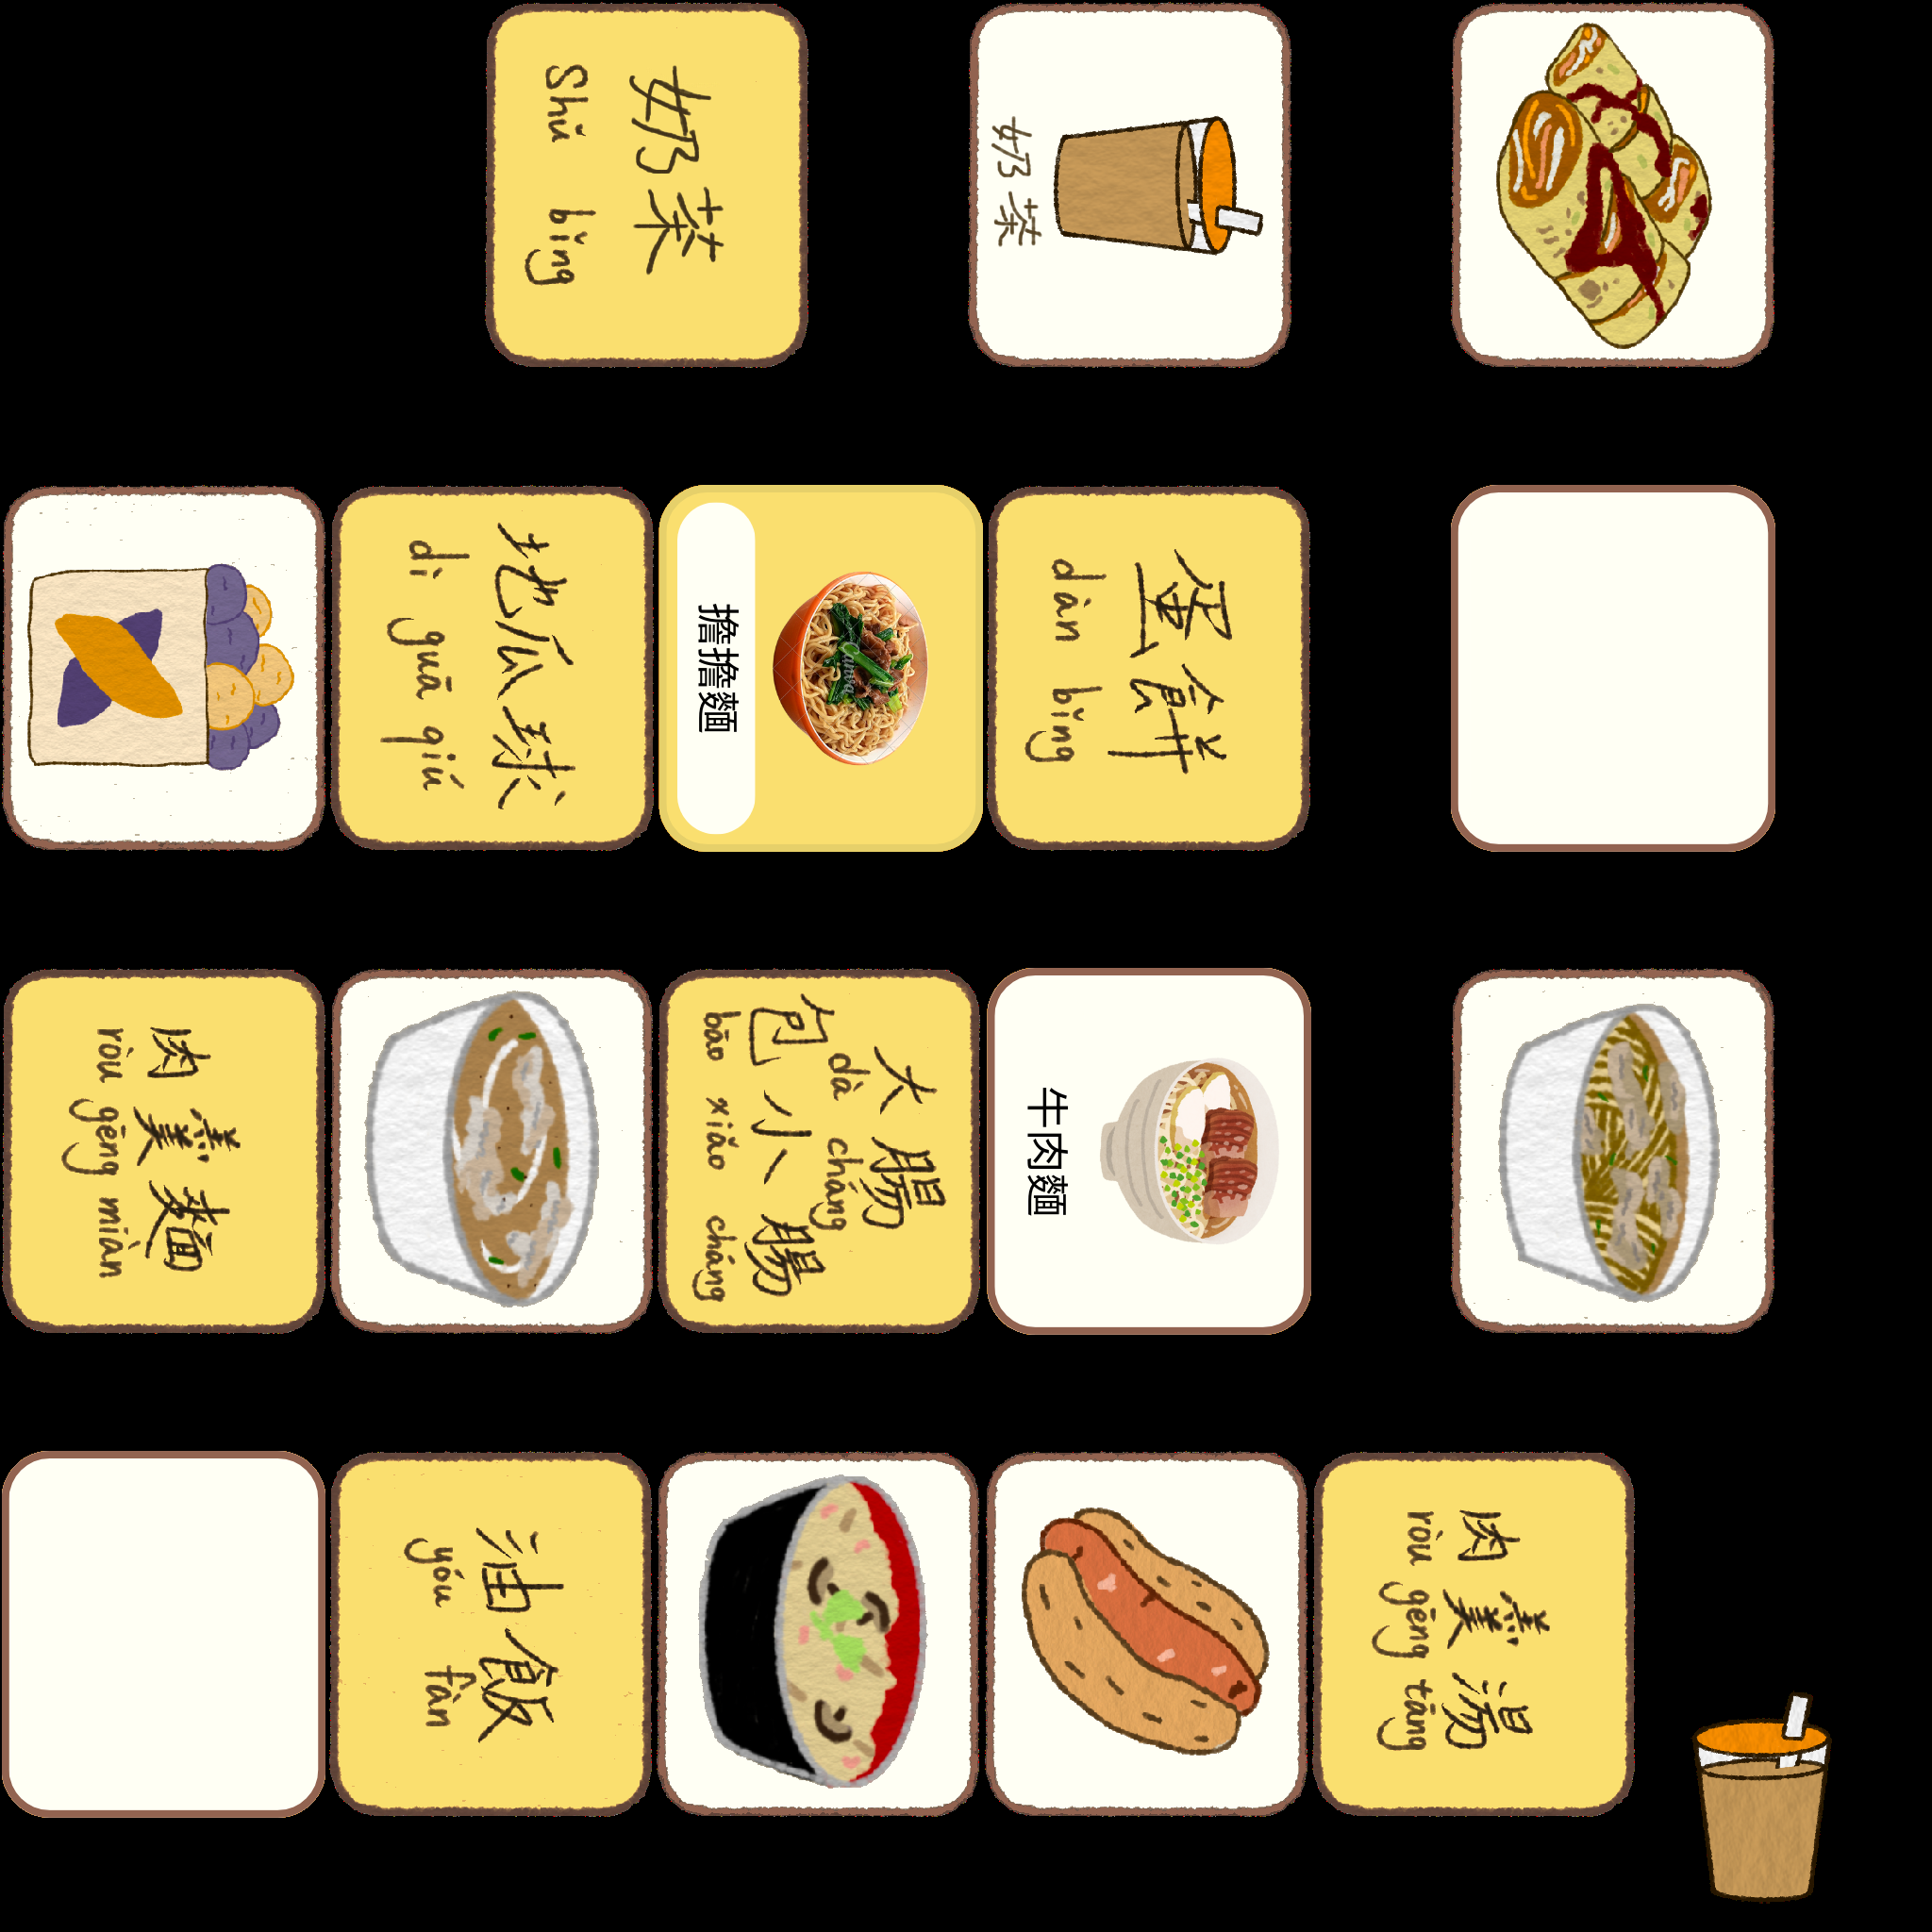 奶茶
Shǔ bǐng
奶茶
地瓜球
dì guā qiú
擔擔麵
Canva
蛋餅
dàn bǐng
肉羹麵
ròu gēng miàn
大腸
dà cháng
包小腸
bāo xiǎo cháng
牛肉麵
油飯
yóu fàn
肉羹湯
ròu gēng tāng